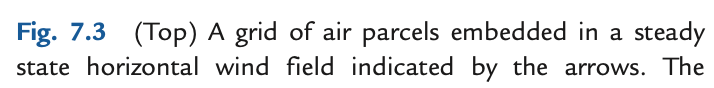 Fig. 7.3 (Top) A grid of air parcels embedded in a steady
state horizontal wind field indicated by the arrows. The